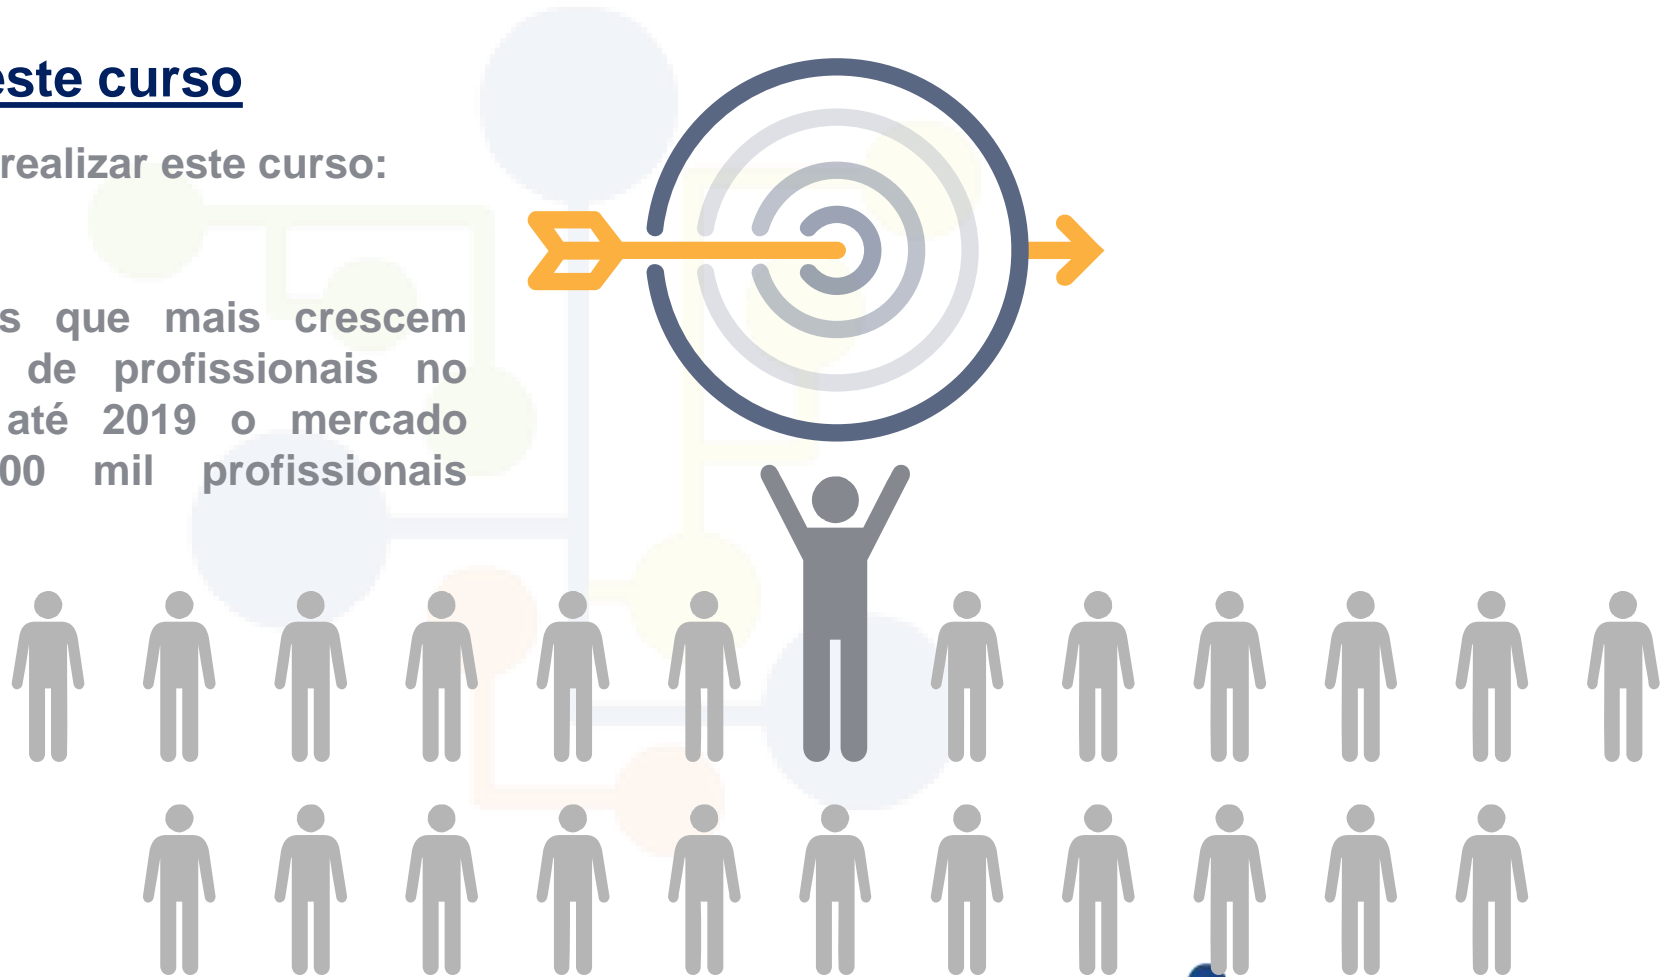 este curso
realizar este curso:
s que mais crescem
de profissionais no
até 2019 o mercado
00 mil profissionais